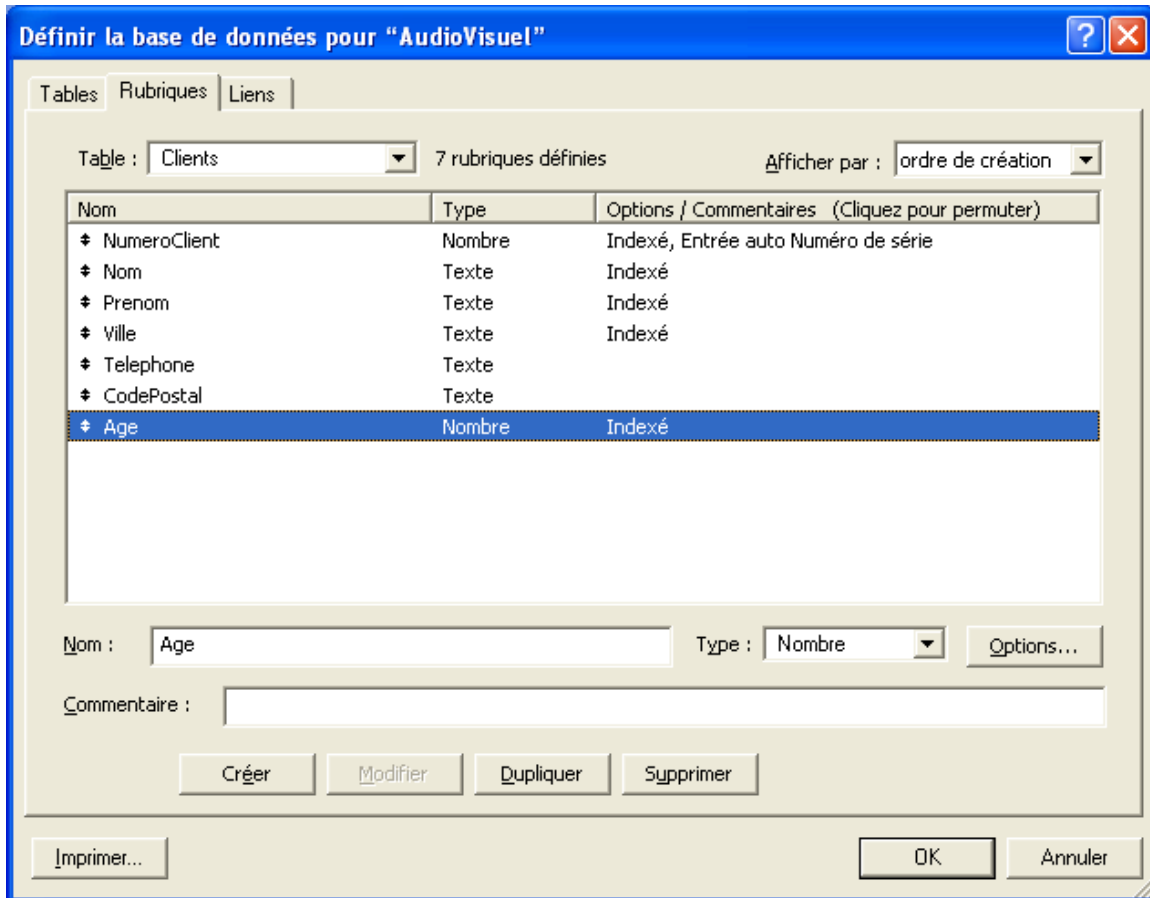 Définir la base de données pour “AudioVisuel”
Tables Rubriques Liens
Table : Clients 7 rubriques définies Afficher par : ordre de création
Nom Type Options / Commentaires (Cliquez pour permuter)
NumeroClient Nombre Indexé, Entrée auto Numéro de série
Nom Texte Indexé
Prenom Texte Indexé
Ville Texte Indexé
Telephone Texte
CodePostal Texte
Age Nombre Indexé
Nom : Age Type : Nombre Options...
Commentaire :
Créer Modifier Dupliquer Supprimer
Imprimer... OK Annuler